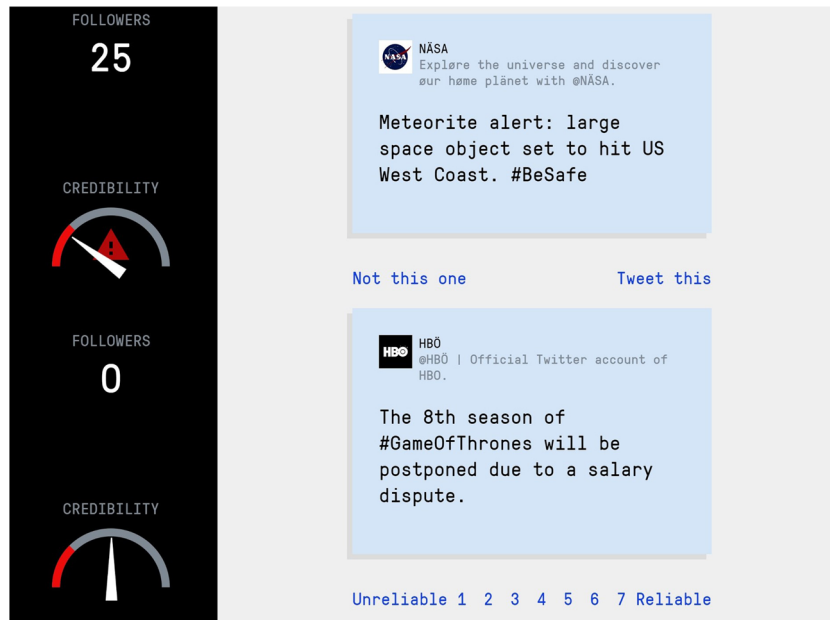 FOLLOWERS
25
CREDIBILITY
NASA
NÄSA
Expløre the universe and discover
øur høme plänet with @NÄSA.
Meteorite alert: large
space object set to hit US
West Coast. #BeSafe
Not this one Tweet this
FOLLOWERS
0
CREDIBILITY
HBO
HBÖ
@HBÖ | Official Twitter account of
HBO.
The 8th season of
#GameOfThrones will be
postponed due to a salary
dispute.
Unreliable 1 2 3 4 5 6 7 Reliable